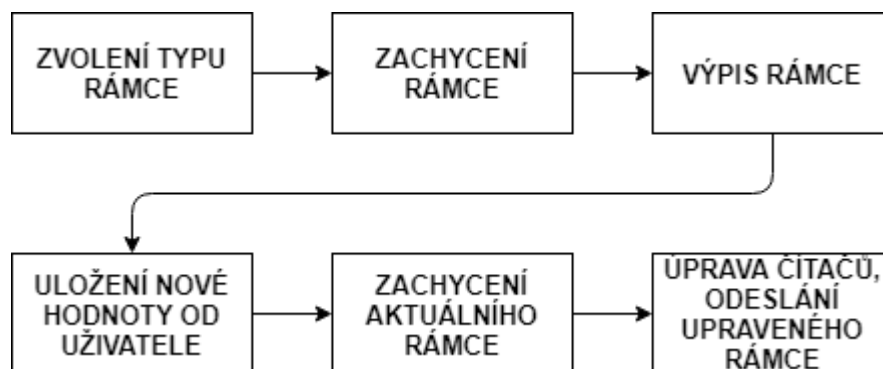 ZVOLENÍ TYPU
RÁMCE
ZACHYCENÍ
RÁMCE
VÝPIS RÁMCE
ULOŽENÍ NOVÉ
HODNOTY OD
UŽIVATELE
ZACHYCENÍ
AKTUÁLNÍHO
RÁMCE
ÚPRAVA ČÍTAČŮ,
ODESLÁNÍ
UPRAVENÉHO
RÁMCE